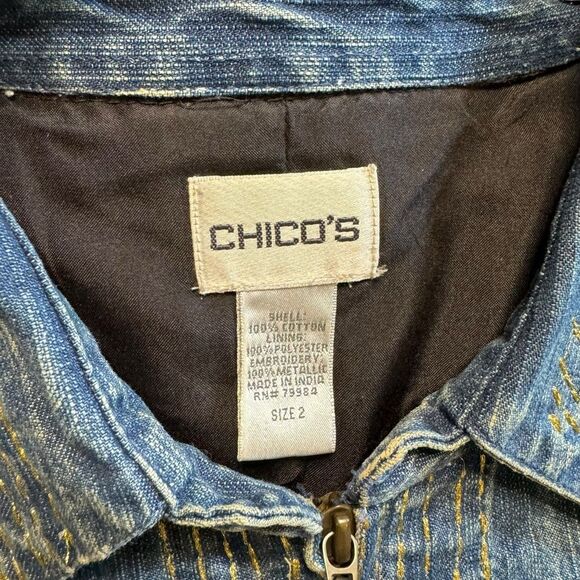 CHICO'S
SHELL:
100% COTTON
LINING:
100% POLYESTER
EMBROIDERY:
100% METALLIC
MADE IN INDIA
RN# 79984
SIZE 2